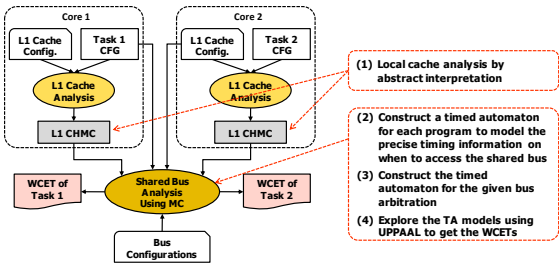 Core 1
Core 2
L1 Cache
Config.
Task 1
CFG
L1 Cache
Config.
Task 2
CFG
L1 Cache
Analysis
L1 Cache
Analysis
L1 CHMC
L1 CHMC
WCET of
Task 1
Shared Bus
Analysis
Using MC
WCET of
Task 2
Bus
Configurations
(1) Local cache analysis by
abstract interpretation
(2) Construct a timed automaton
for each program to model the
precise timing information on
when to access the shared bus
(3) Construct the timed
automaton for the given bus
arbitration
(4) Explore the TA models using
UPPAAL to get the WCETs